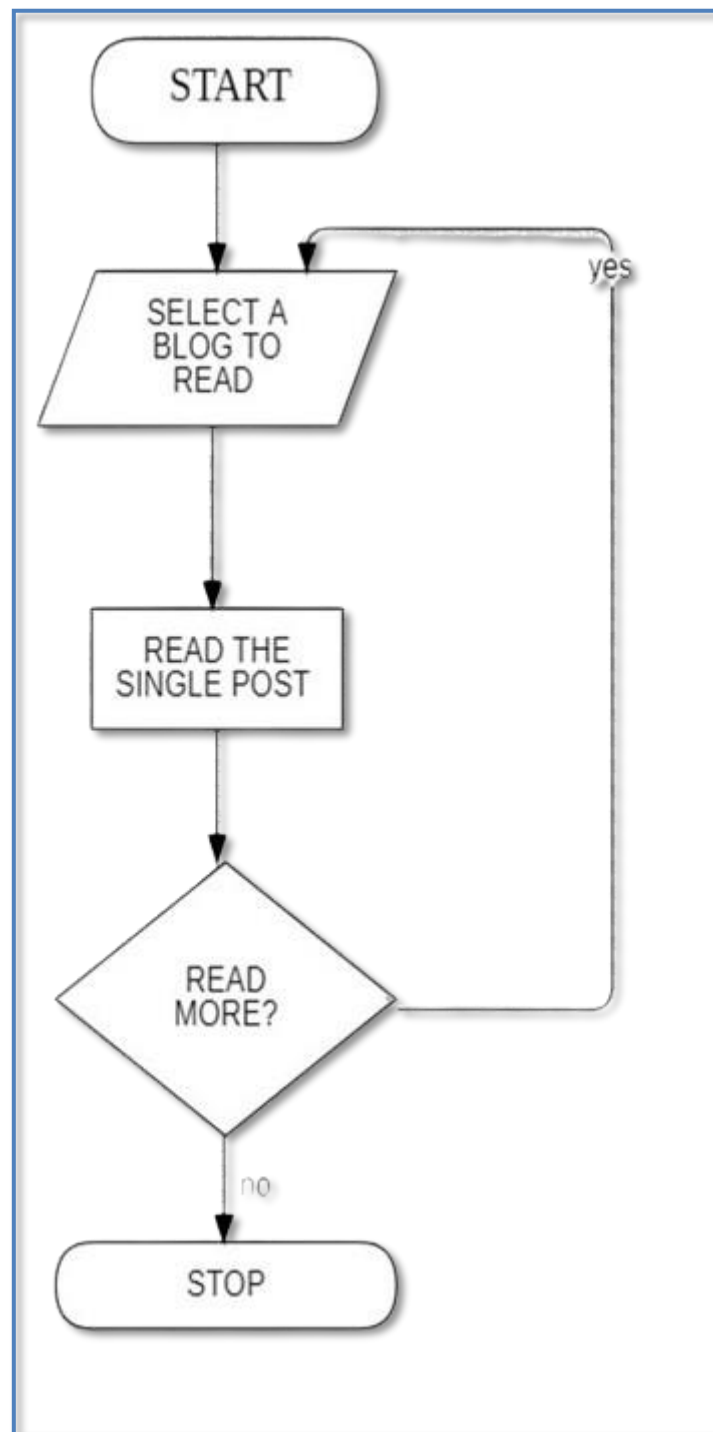 START
yes
SELECT A
BLOG TO
READ
READ THE
SINGLE POST
READ
MORE?
no
STOP